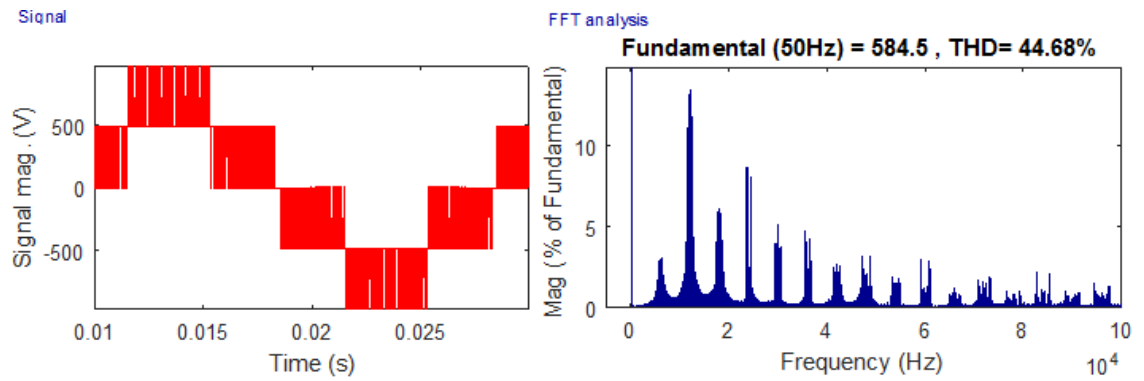 Signal
Signal mag. (V)
500
0
-500
0.01
0.015
0.02
0.025
Time (s)
FFT analysis
Fundamental (50Hz) = 584.5 , THD= 44.68%
Mag (% of Fundamental)
10
5
0
0
2
4
6
8
10
Frequency (Hz)
10^4